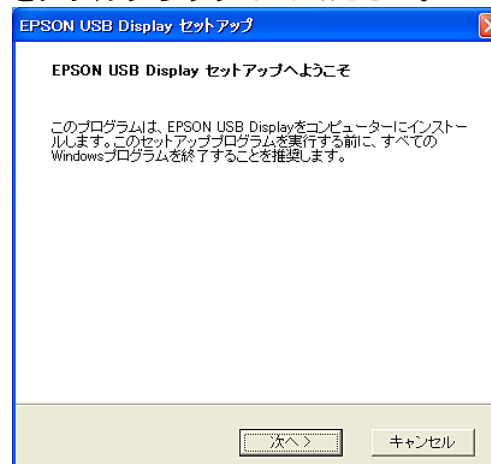 EPSON USB Display セットアップ
EPSON USB Display セットアップへようこそ
このプログラムは、EPSON USB Displayをコンピューターにインストー
ルします。このセットアッププログラムを実行する前に、すべての
Windowsプログラムを終了することを推奨します。
次へ >
キャンセル